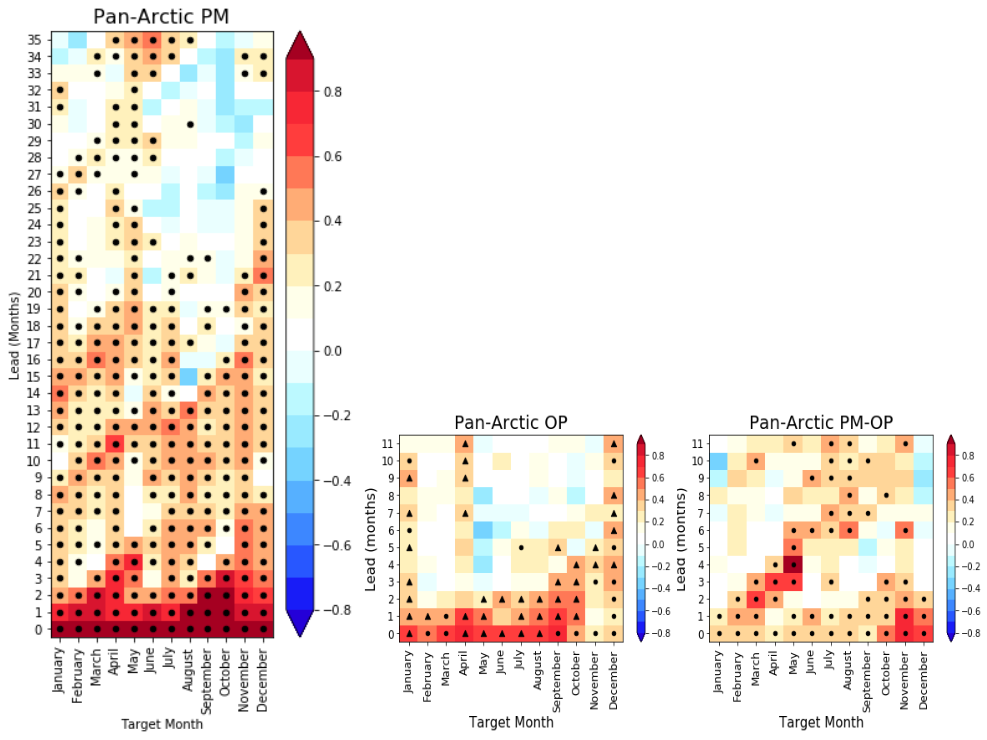 Pan-Arctic PM
35
34
33
32
31
30
29
28
27
26
25
24
23
22
21
20
19
18
17
16
15
14
13
12
11
10
9
8
7
6
5
4
3
2
1
0
Lead (Months)
January
February
March
April
May
June
July
August
September
October
November
December
Target Month
0.8
0.6
0.4
0.2
0.0
−0.2
−0.4
−0.6
−0.8
Pan-Arctic OP
11
10
9
8
7
6
5
4
3
2
1
0
Lead (months)
January
February
March
April
May
June
July
August
September
October
November
December
Target Month
0.8
0.6
0.4
0.2
0.0
−0.2
−0.4
−0.6
−0.8
Pan-Arctic PM-OP
11
10
9
8
7
6
5
4
3
2
1
0
Lead (months)
January
February
March
April
May
June
July
August
September
October
November
December
Target Month
0.8
0.6
0.4
0.2
0.0
−0.2
−0.4
−0.6
−0.8